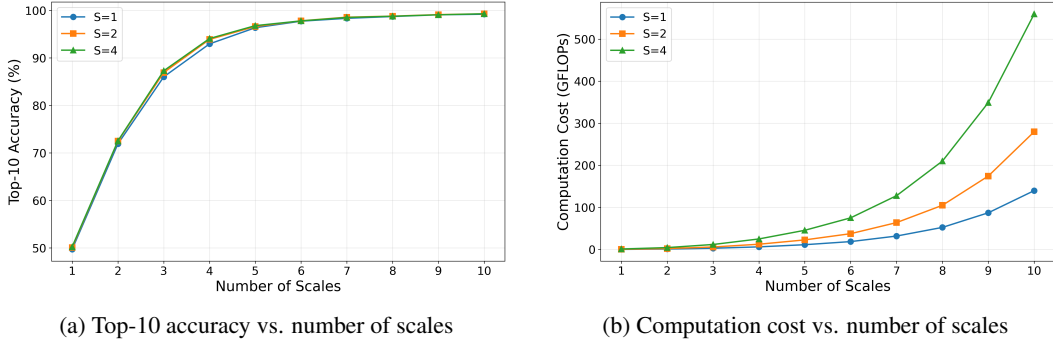 100
90
80
70
60
50
Top-10 Accuracy (%)
S=1
S=2
S=4
1 2 3 4 5 6 7 8 9 10
Number of Scales
(a) Top-10 accuracy vs. number of scales
500
300
200
100
0
Computation Cost (GFLOPs)
S=1
S=2
S=4
1 2 3 4 5 6 7 8 9 10
Number of Scales
(b) Computation cost vs. number of scales